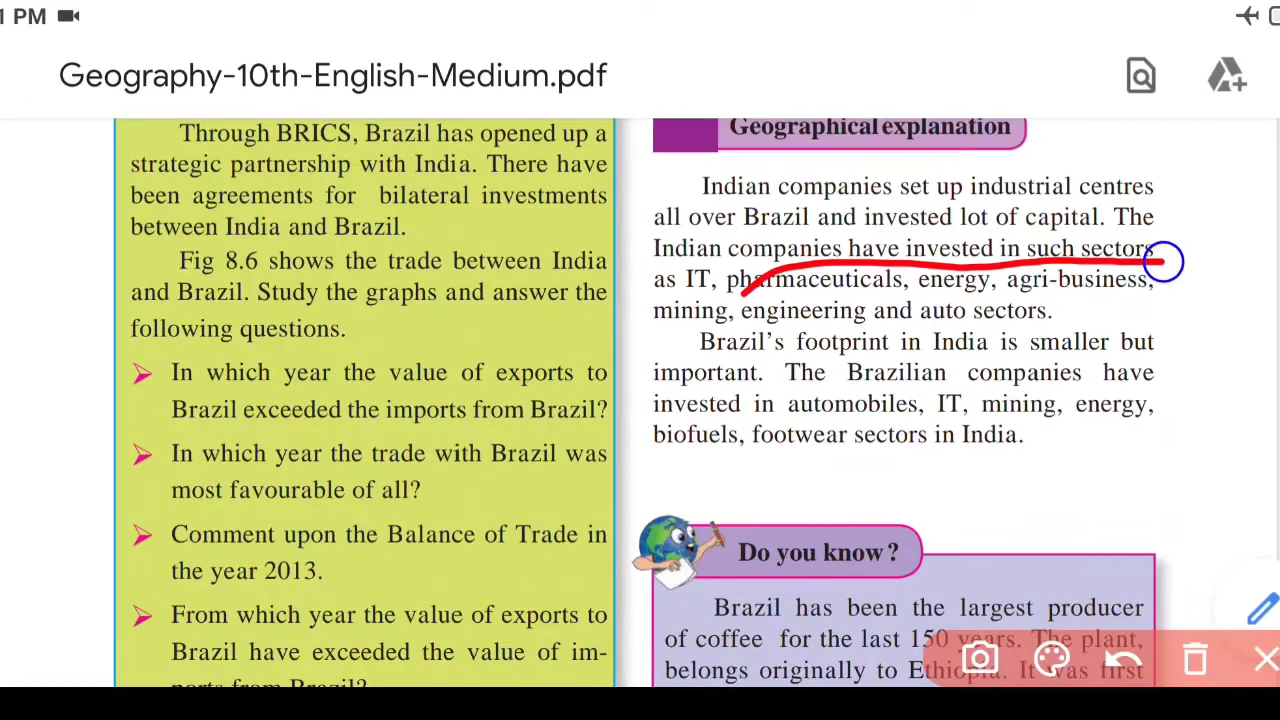 1 PM
Geography-10th-English-Medium.pdf
Through BRICS, Brazil has opened up a
strategic partnership with India. There have
been agreements for bilateral investments
between India and Brazil.
Fig 8.6 shows the trade between India
and Brazil. Study the graphs and answer the
following questions.
In which year the value of exports to
Brazil exceeded the imports from Brazil?
In which year the trade with Brazil was
most favourable of all?
Comment upon the Balance of Trade in
the year 2013.
From which year the value of exports to
Brazil have exceeded the value of im-
ports from Brazil?
Geographical explanation
Indian companies set up industrial centres
all over Brazil and invested lot of capital. The
Indian companies have invested in such sectors
as IT, pharmaceuticals, energy, agri-business,
mining, engineering and auto sectors.
Brazil's footprint in India is smaller but
important. The Brazilian companies have
invested in automobiles, IT, mining, energy,
biofuels, footwear sectors in India.
Do you know?
Brazil has been the largest producer
of coffee for the last 150 years. The plant,
belongs originally to Ethiopia. It was first